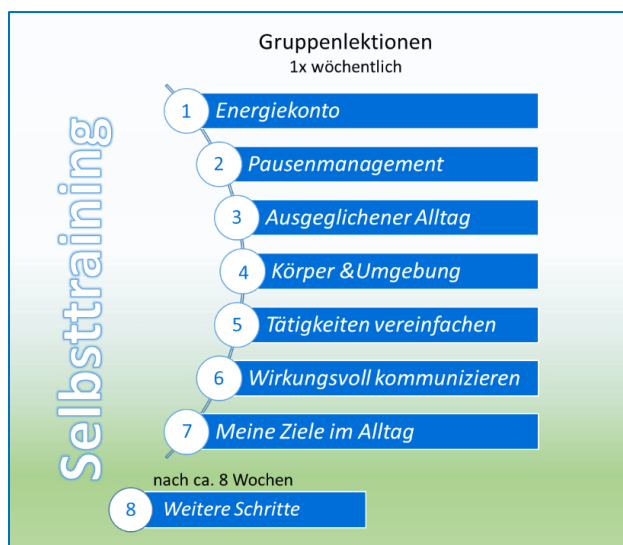 Gruppenlektionen
1x wöchentlich
Selbsttraining
1 Energiekonto
2 Pausenmanagement
3 Ausgeglichener Alltag
4 Körper &Umgebung
5 Tätigkeiten vereinfachen
6 Wirkungsvoll kommunizieren
7 Meine Ziele im Alltag
nach ca. 8 Wochen
8 Weitere Schritte